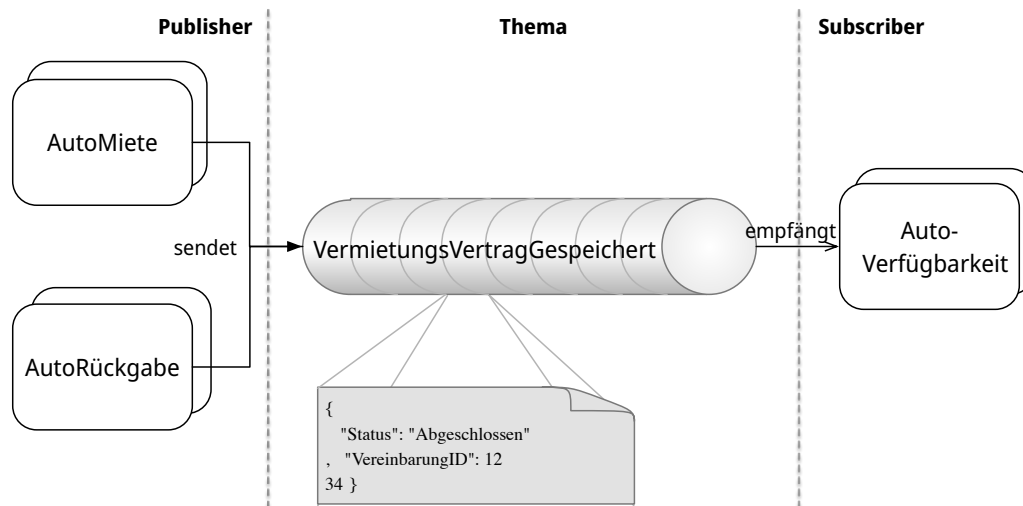 Publisher
Thema
Subscriber
AutoMiete
sendet
AutoRückgabe
VermietungsVertragGespeichert
empfängt
Auto-
Verfügbarkeit
{
"Status": "Abgeschlossen"
, "VereinbarungID": 12
34 }